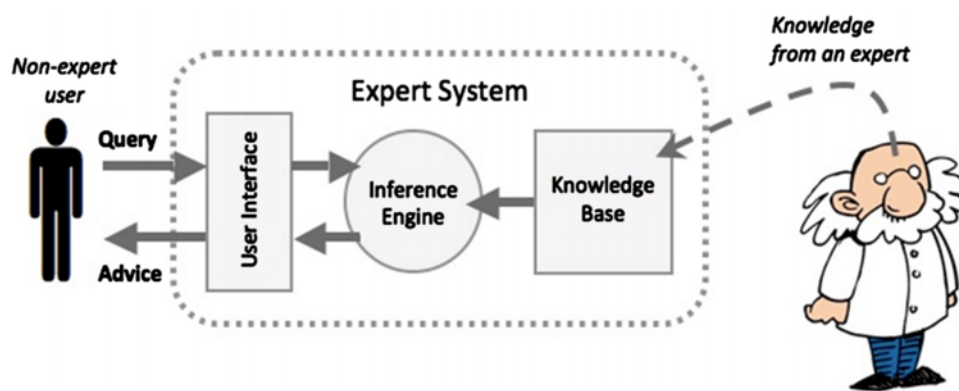 Non-expert
user
Query
Advice
Expert System
User Interface
Inference
Engine
Knowledge
Base
Knowledge
from an expert